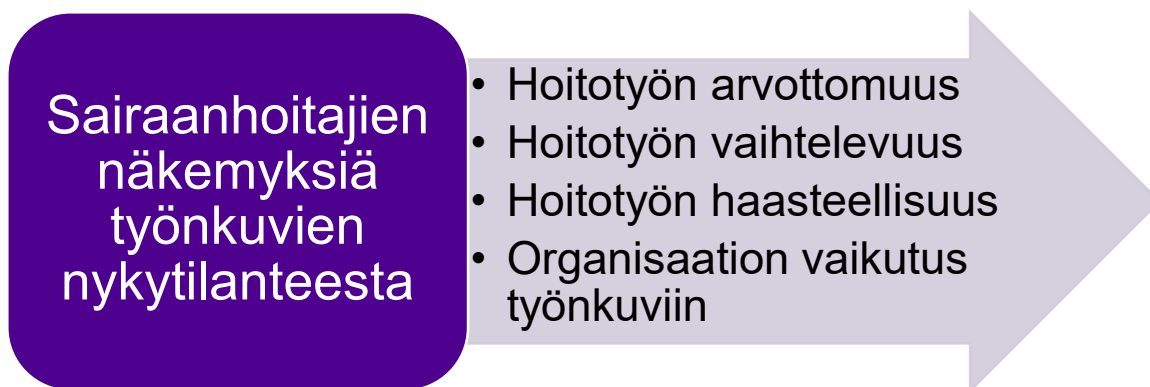 Sairaanhoitajien
näkemyksiä
työnkuvien
nykytilanteesta
• Hoitotyön arvottomuus
• Hoitotyön vaihtelevuus
• Hoitotyön haasteellisuus
• Organisaation vaikutus
työnkuviin